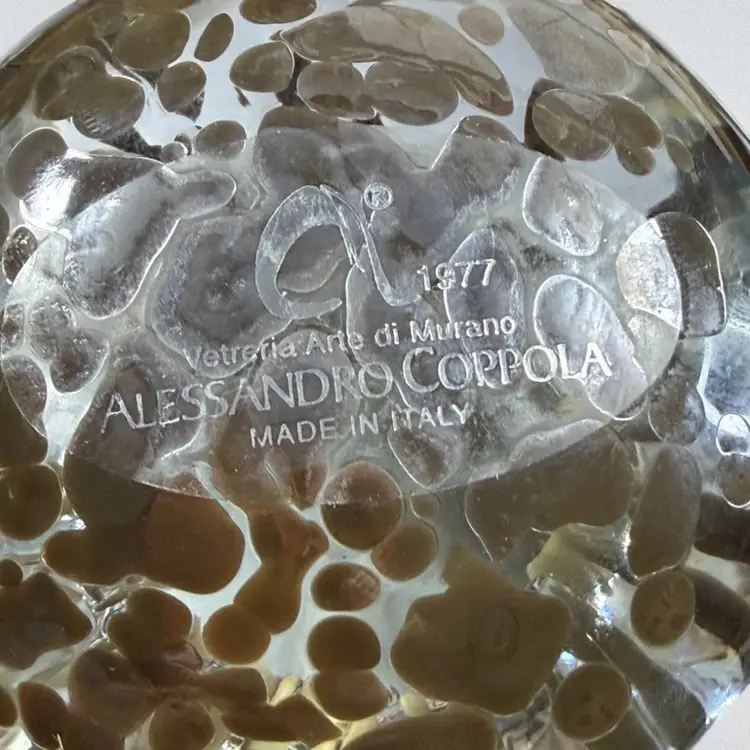 ®
1977
Vetreria Arte di Murano
ALESSANDRO COPPOLA
MADE IN ITALY